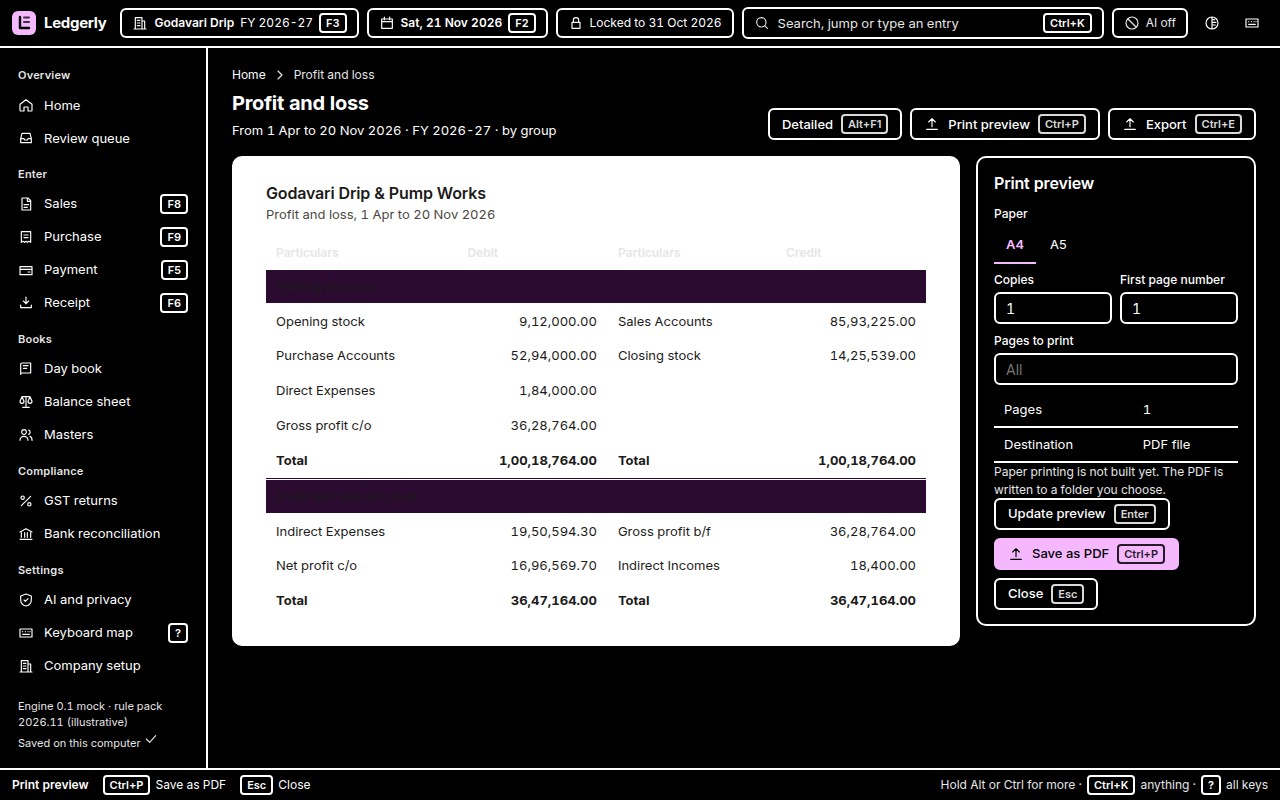 Ledgerly
Godavari Drip FY 2026-27 F3
Sat, 21 Nov 2026 F2
Locked to 31 Oct 2026
Search, jump or type an entry Ctrl+K
AI off
Overview
Home
Review queue
Enter
Sales F8
Purchase F9
Payment F5
Receipt F6
Books
Day book
Balance sheet
Masters
Compliance
GST returns
Bank reconciliation
Settings
AI and privacy
Keyboard map ?
Company setup
Engine 0.1 mock · rule pack
2026.11 (illustrative)
Saved on this computer
Home > Profit and loss
Profit and loss
From 1 Apr to 20 Nov 2026 · FY 2026-27 · by group
Detailed Alt+F1
Print preview Ctrl+P
Export Ctrl+E
Godavari Drip & Pump Works
Profit and loss, 1 Apr to 20 Nov 2026
Particulars Debit Particulars Credit
Opening stock 9,12,000.00 Sales Accounts 85,93,225.00
Purchase Accounts 52,94,000.00 Closing stock 14,25,539.00
Direct Expenses 1,84,000.00
Gross profit c/o 36,28,764.00
Total 1,00,18,764.00 Total 1,00,18,764.00
Indirect Expenses 19,50,594.30 Gross profit b/f 36,28,764.00
Net profit c/o 16,96,569.70 Indirect Incomes 18,400.00
Total 36,47,164.00 Total 36,47,164.00
Print preview
Paper
A4 A5
Copies First page number
1 1
Pages to print
All
Pages 1
Destination PDF file
Paper printing is not built yet. The PDF is
written to a folder you choose.
Update preview Enter
Save as PDF Ctrl+P
Close Esc
Print preview Ctrl+P Save as PDF Esc Close
Hold Alt or Ctrl for more · Ctrl+K anything · ? all keys